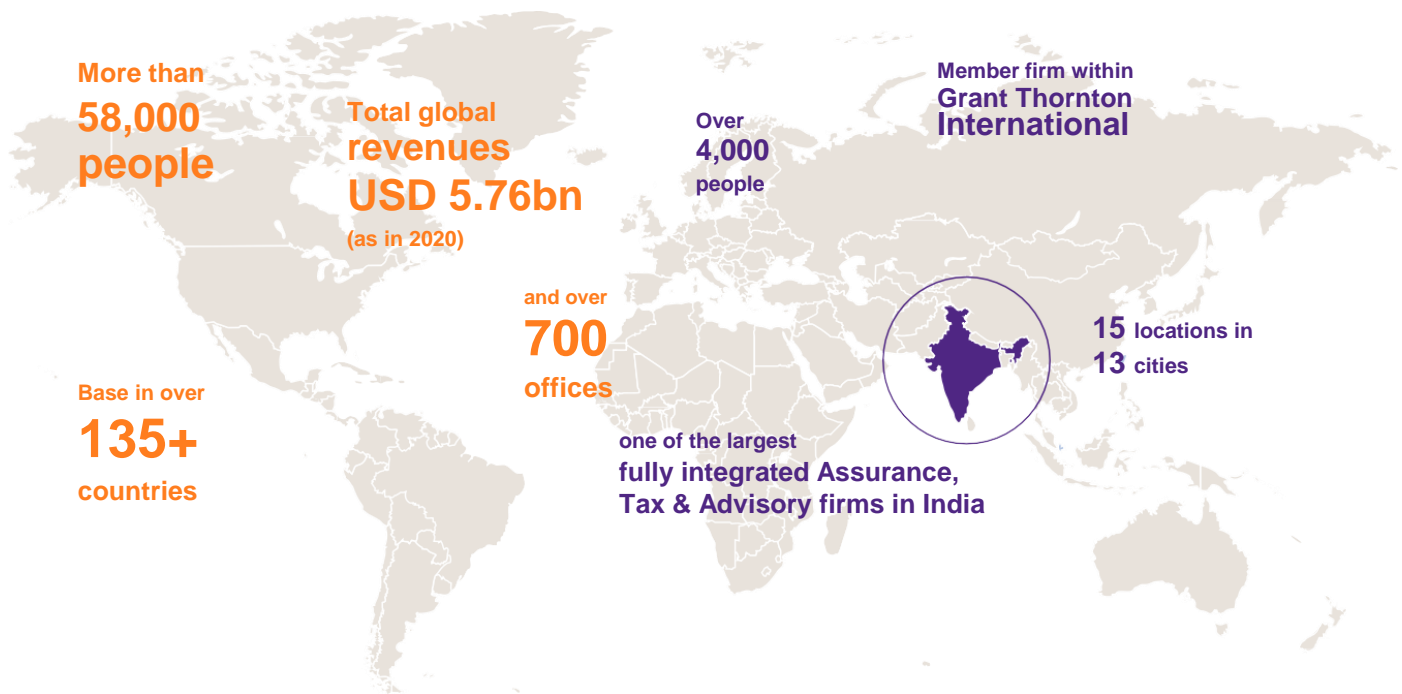 More than
58,000
people
Total global
revenues
USD 5.76bn
(as in 2020)
and over
700
offices
Base in over
135+
countries
Over
4,000
people
Member firm within
Grant Thornton
International
15 locations in
13 cities
one of the largest
fully integrated Assurance,
Tax & Advisory firms in India